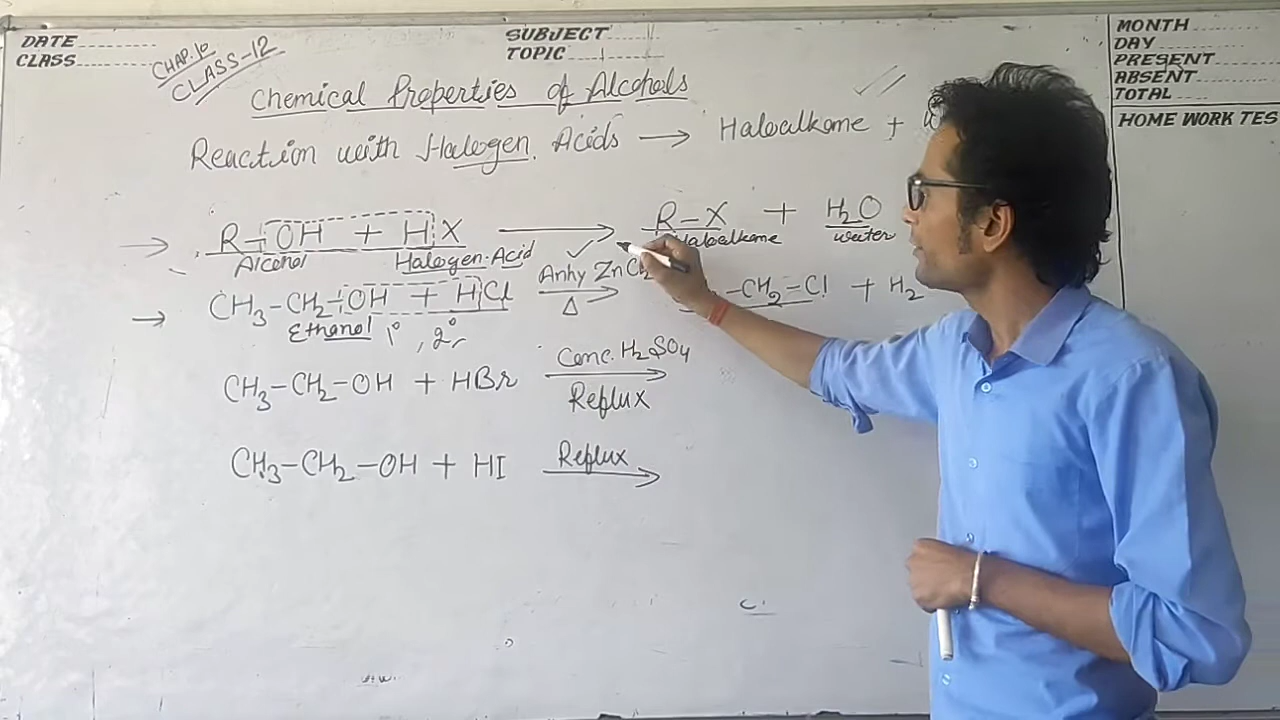 DATE
CLASS
SUBJECT
TOPIC
MONTH
DAY
PRESENT
ABSENT
TOTAL
HOME WORK TES
CHAP. 10
CLASS-12
Chemical Properties of Alcohols
Reaction with Halogen Acids → Haloalkane +
→ R-OH + HX → R-X + H₂O
Alcohol Halogen Acid Haloalkane water
→ CH₃-CH₂-OH + HCl Anhy ZnCl₂ Δ → -CH₂-Cl + H₂
Ethanol 1°, 2°,
CH₃-CH₂-OH + HBr Conc. H₂SO₄ Reflux →
CH₃-CH₂-OH + HI Reflux →